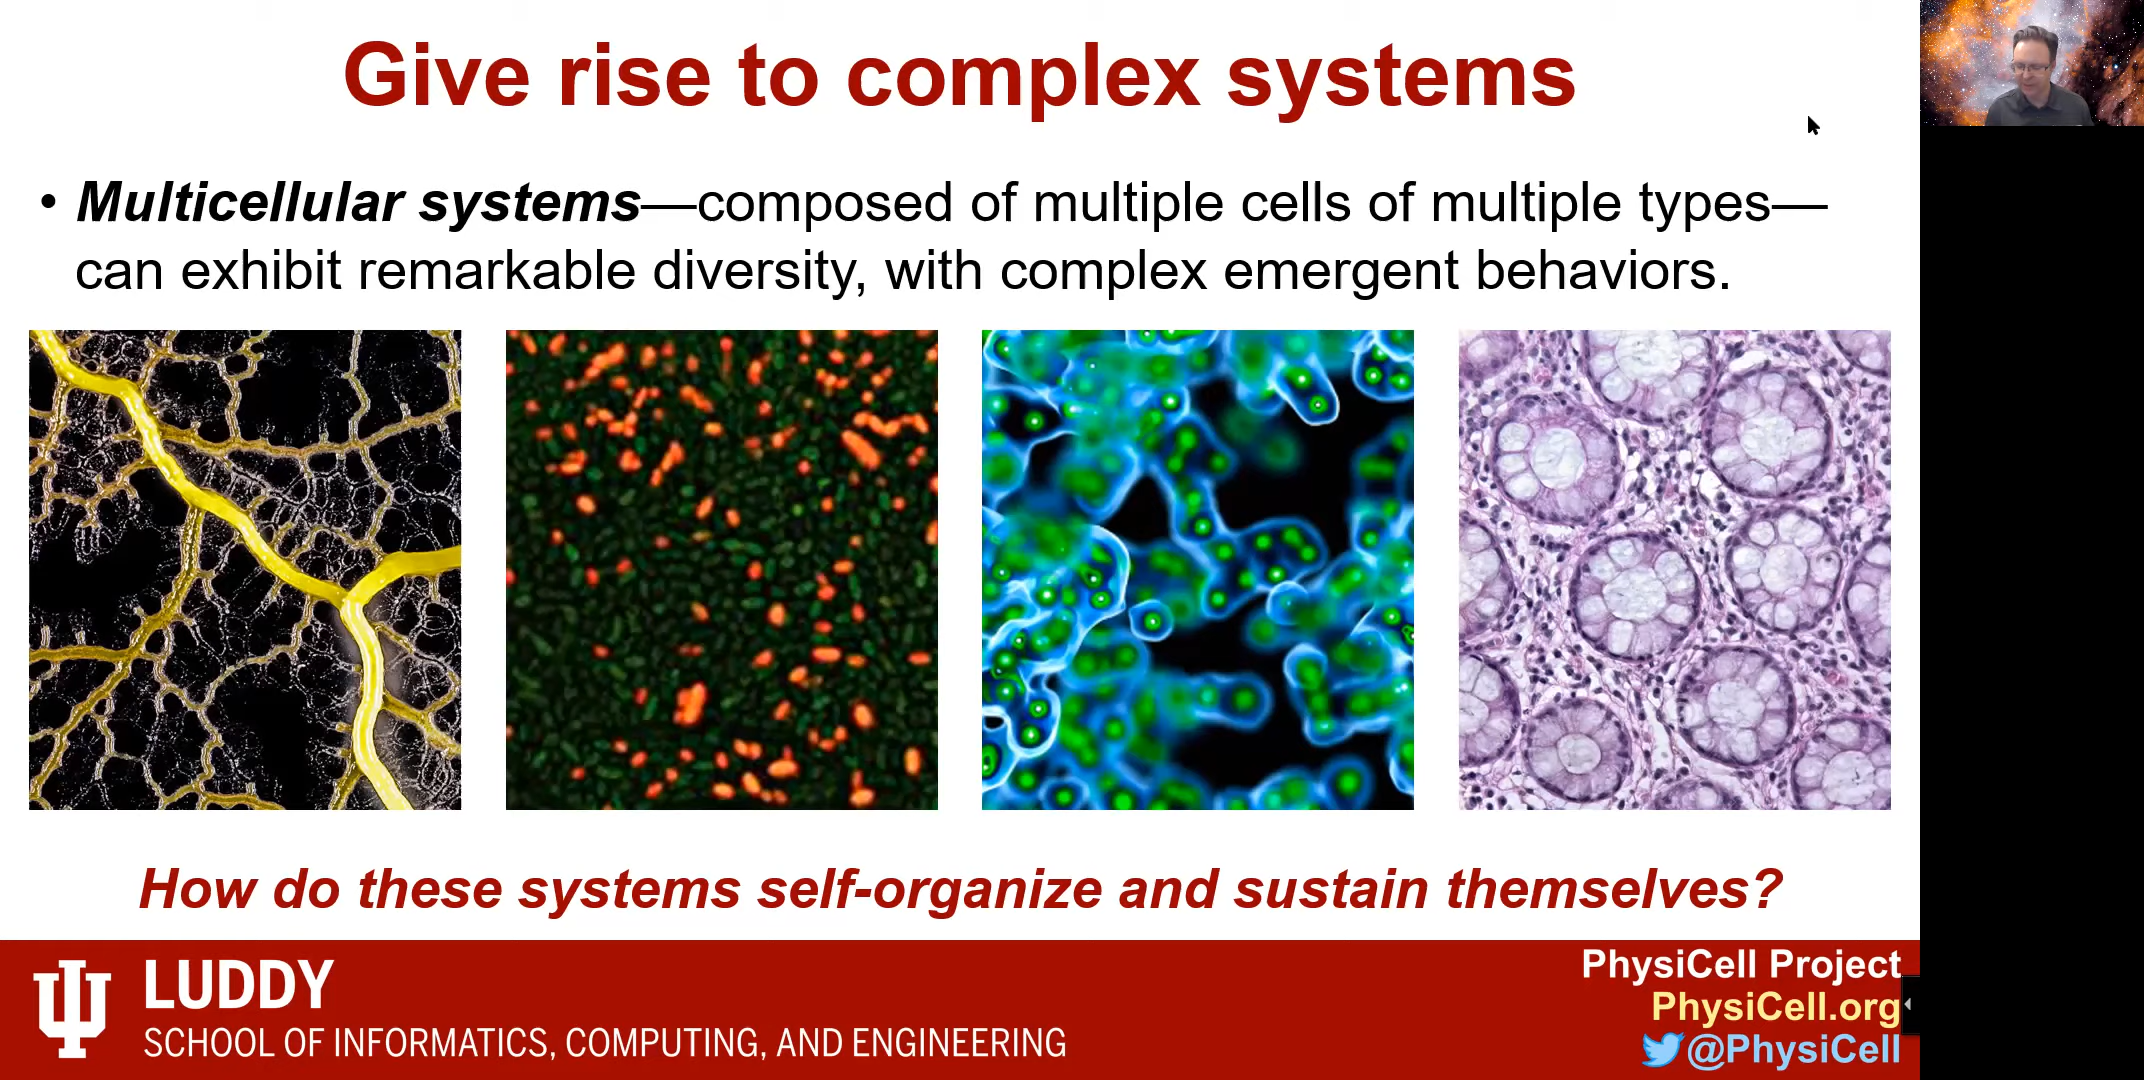 Give rise to complex systems
• Multicellular systems—composed of multiple cells of multiple types—
can exhibit remarkable diversity, with complex emergent behaviors.
How do these systems self-organize and sustain themselves?
LUDDY
SCHOOL OF INFORMATICS, COMPUTING, AND ENGINEERING
PhysiCell Project
PhysiCell.org
@PhysiCell